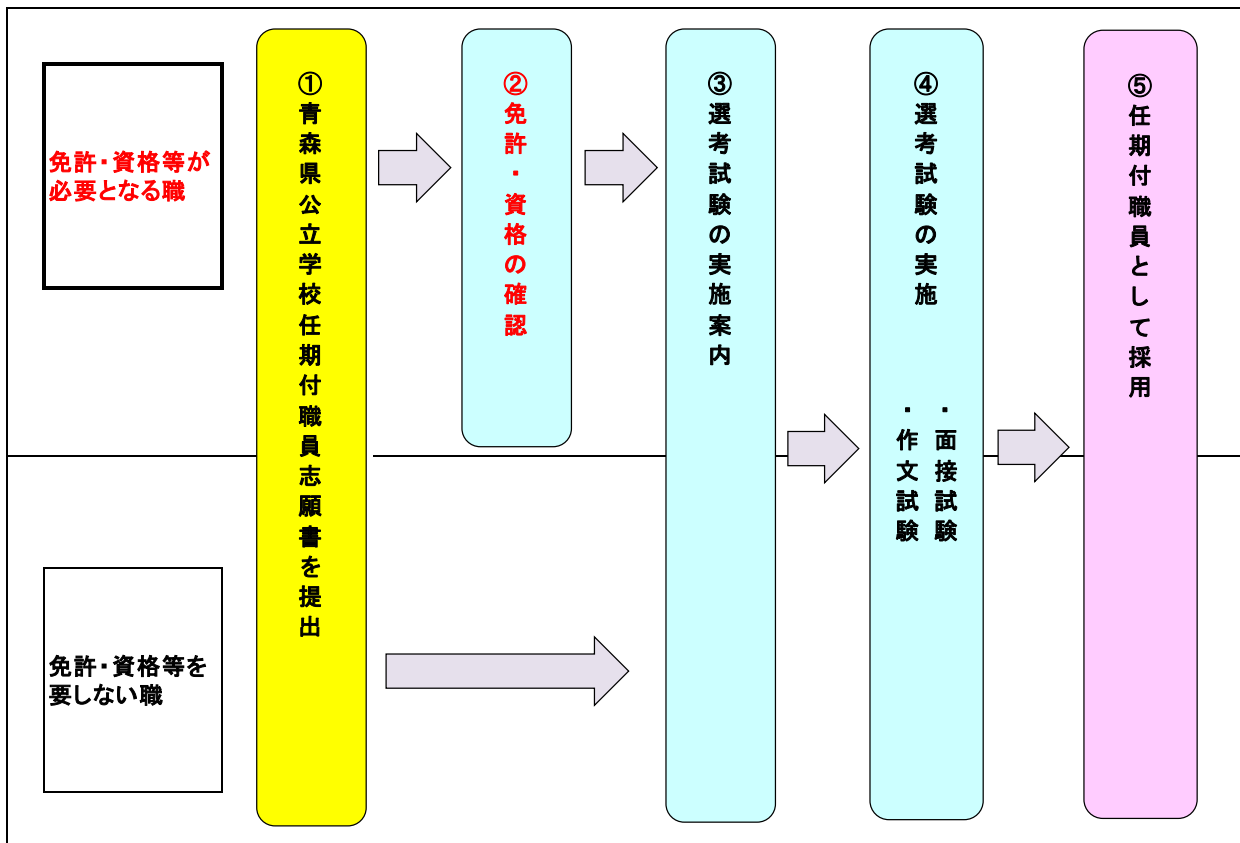 免許・資格等が
必要となる職
①青森県公立学校任期付職員志願書を提出
②免許・資格の確認
③選考試験の実施案内
④選考試験の実施
・面接試験
・作文試験
⑤任期付職員として採用
免許・資格等を
要しない職